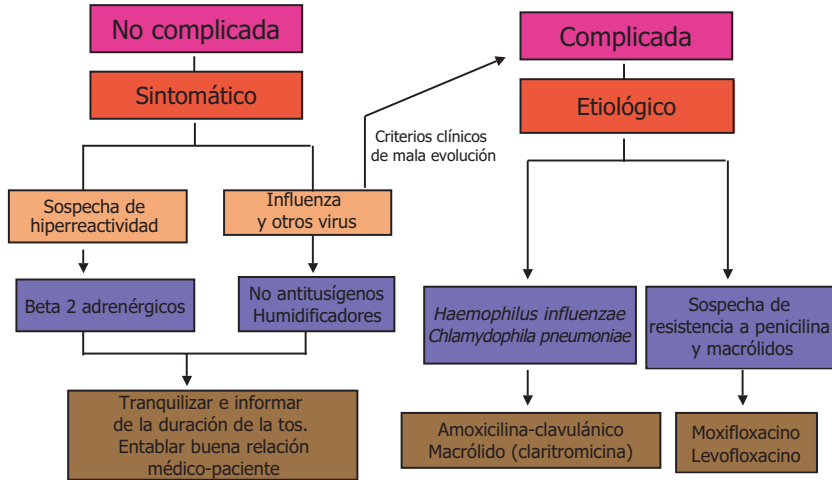 No complicada
Sintomático
Sospecha de
hiperreactividad
Influenza
y otros virus
Beta 2 adrenérgicos
No antitusígenos
Humidificadores
Tranquilizar e informar
de la duración de la tos.
Entablar buena relación
médico-paciente
Criterios clínicos
de mala evolución
Complicada
Etiológico
Haemophilus influenzae
Chlamydophila pneumoniae
Sospecha de
resistencia a penicilina
y macrólidos
Amoxicilina-clavulánico
Macrólido (claritromicina)
Moxifloxacino
Levofloxacino